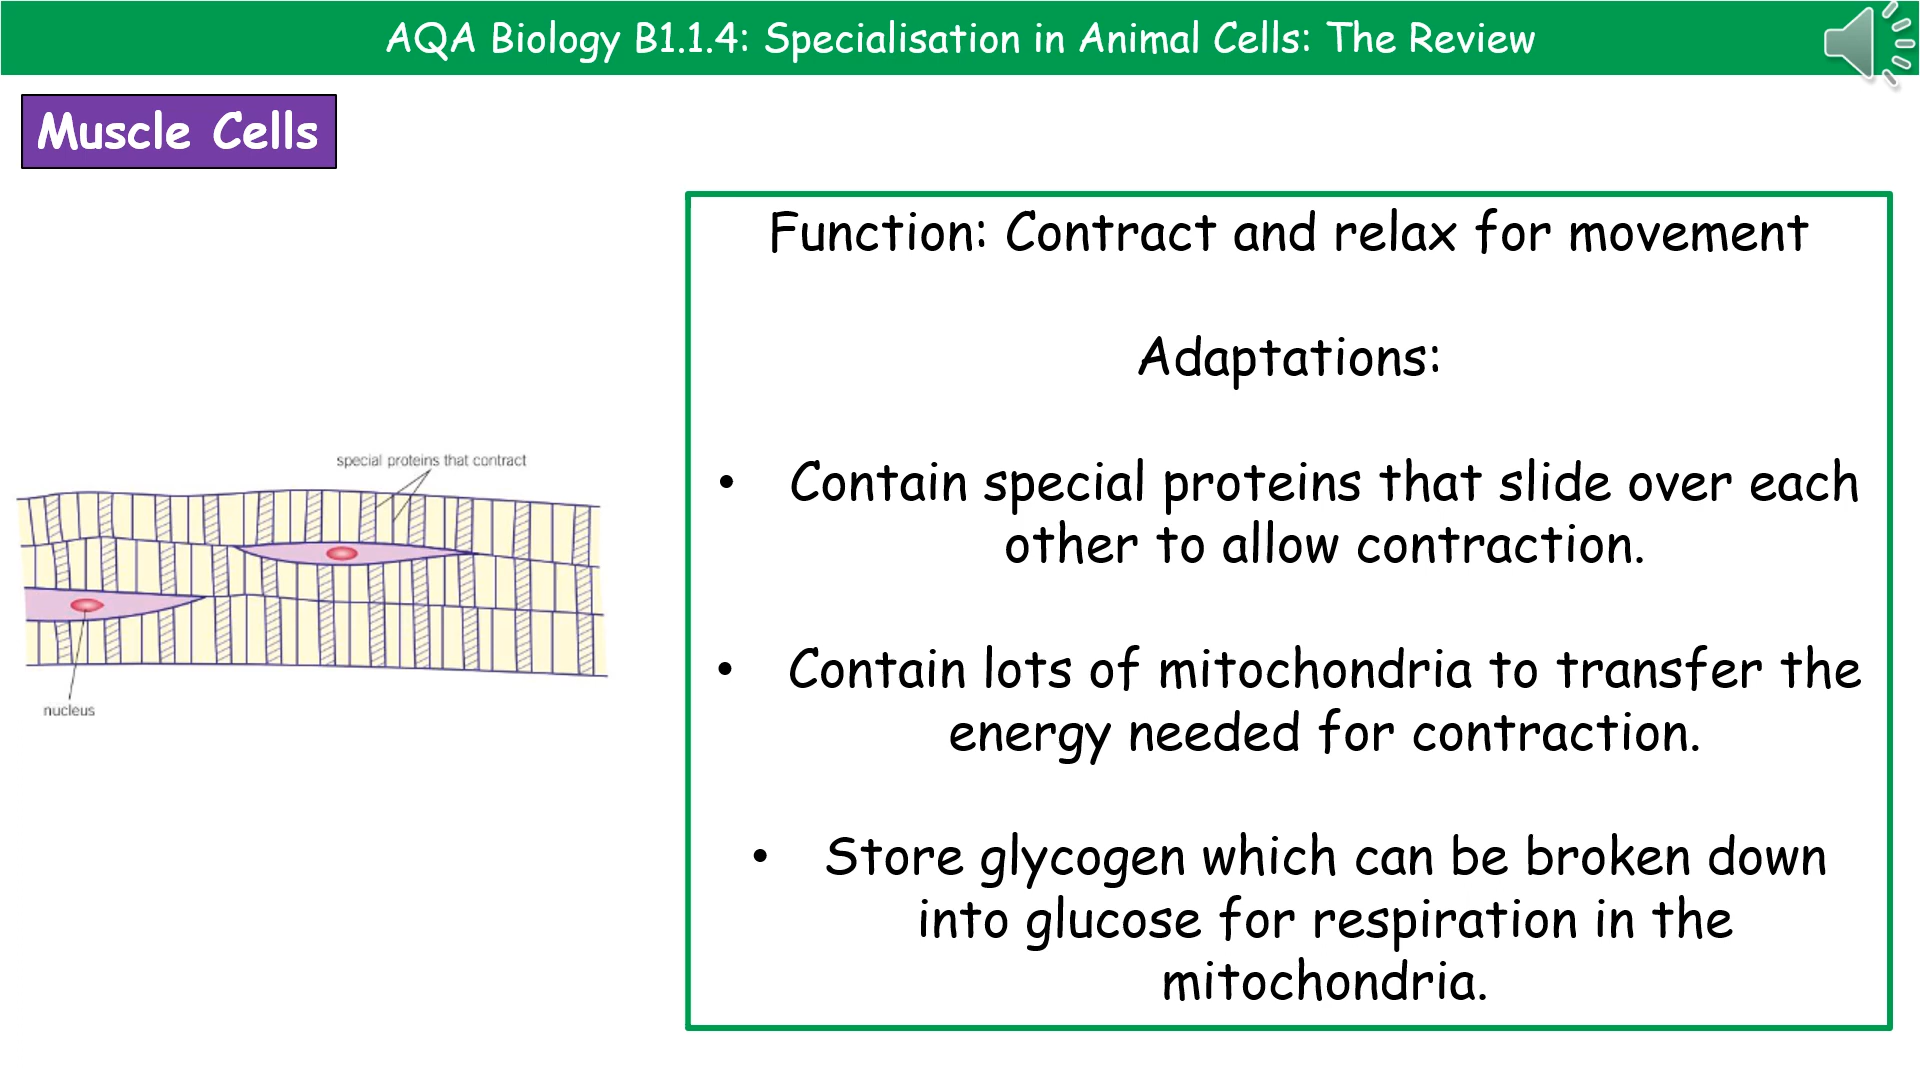 AQA Biology B1.1.4: Specialisation in Animal Cells: The Review
Muscle Cells
Function: Contract and relax for movement
Adaptations:
• Contain special proteins that slide over each
other to allow contraction.
• Contain lots of mitochondria to transfer the
energy needed for contraction.
• Store glycogen which can be broken down
into glucose for respiration in the
mitochondria.
special proteins that contract
nucleus